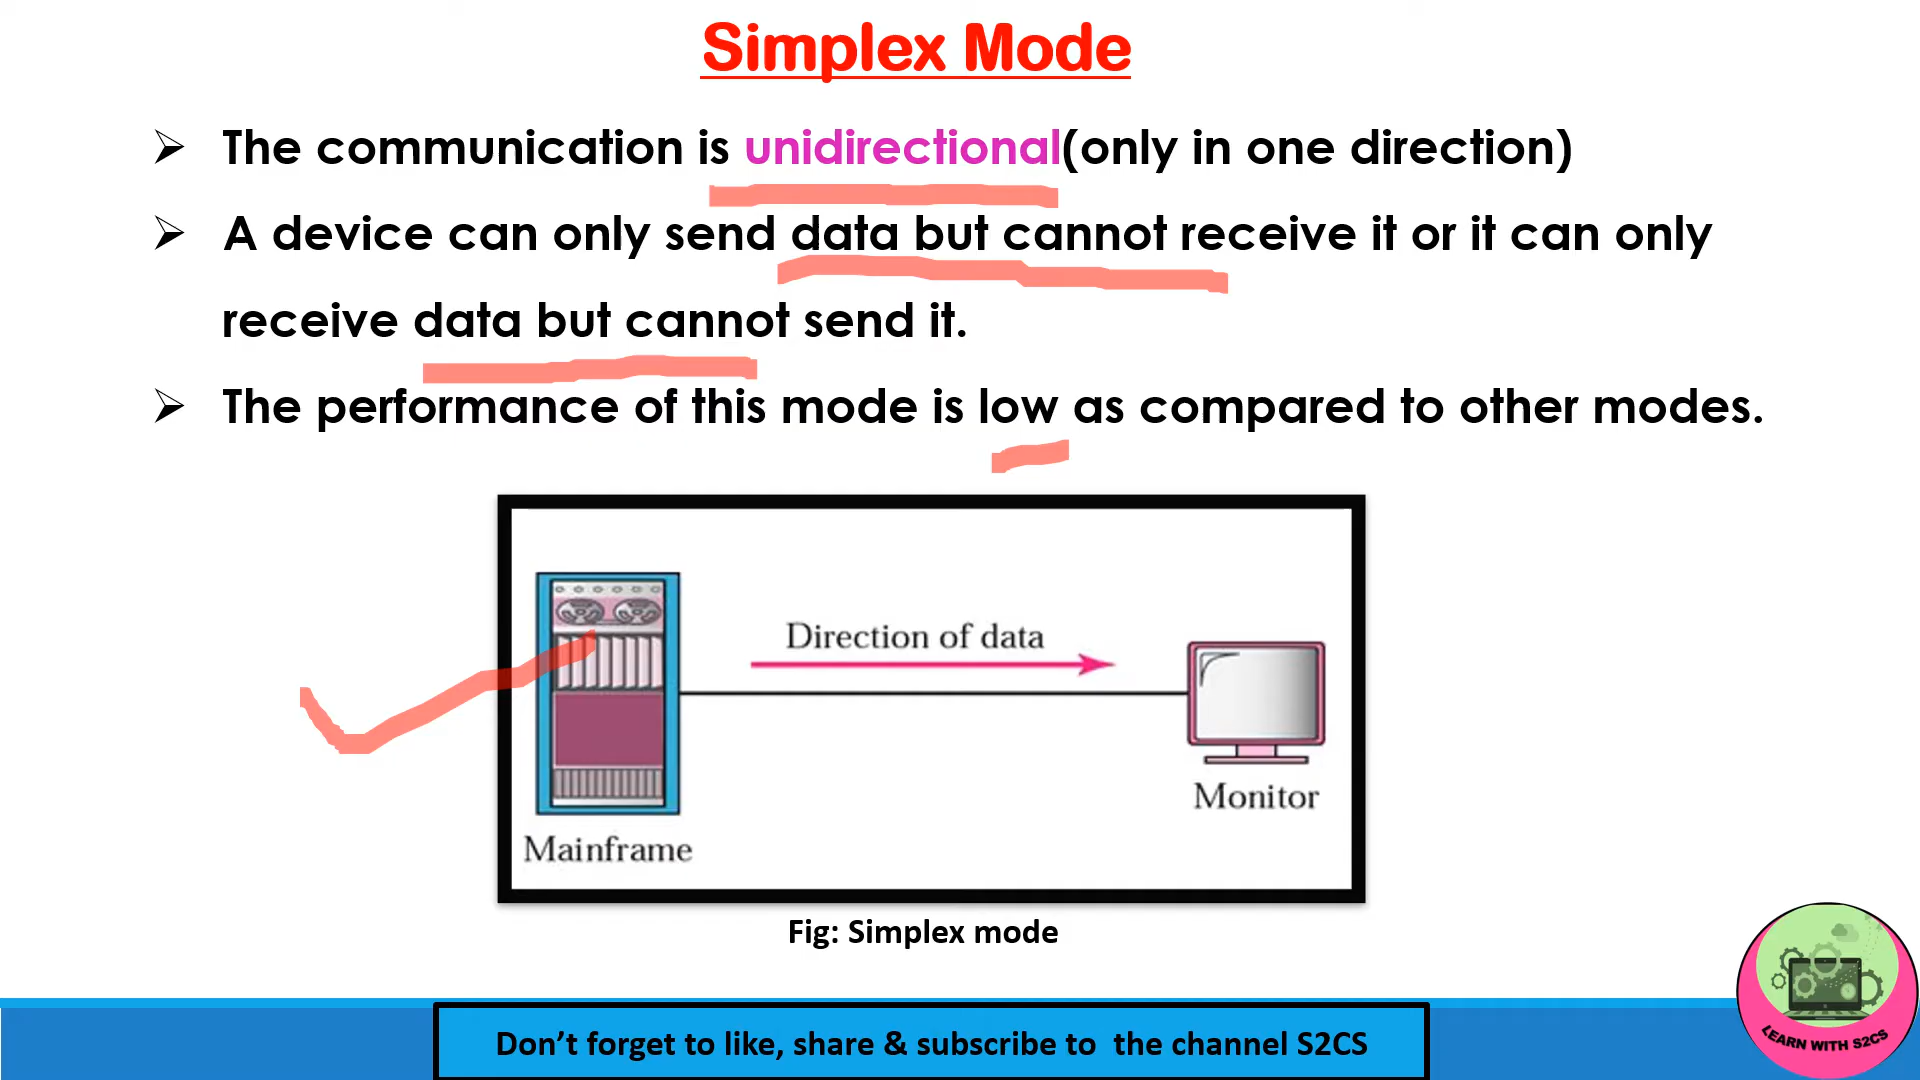 Simplex Mode
➢ The communication is unidirectional(only in one direction)
➢ A device can only send data but cannot receive it or it can only
receive data but cannot send it.
➢ The performance of this mode is low as compared to other modes.
Direction of data
Monitor
Mainframe
Fig: Simplex mode
Don’t forget to like, share & subscribe to the channel S2CS
LEARN WITH S2CS